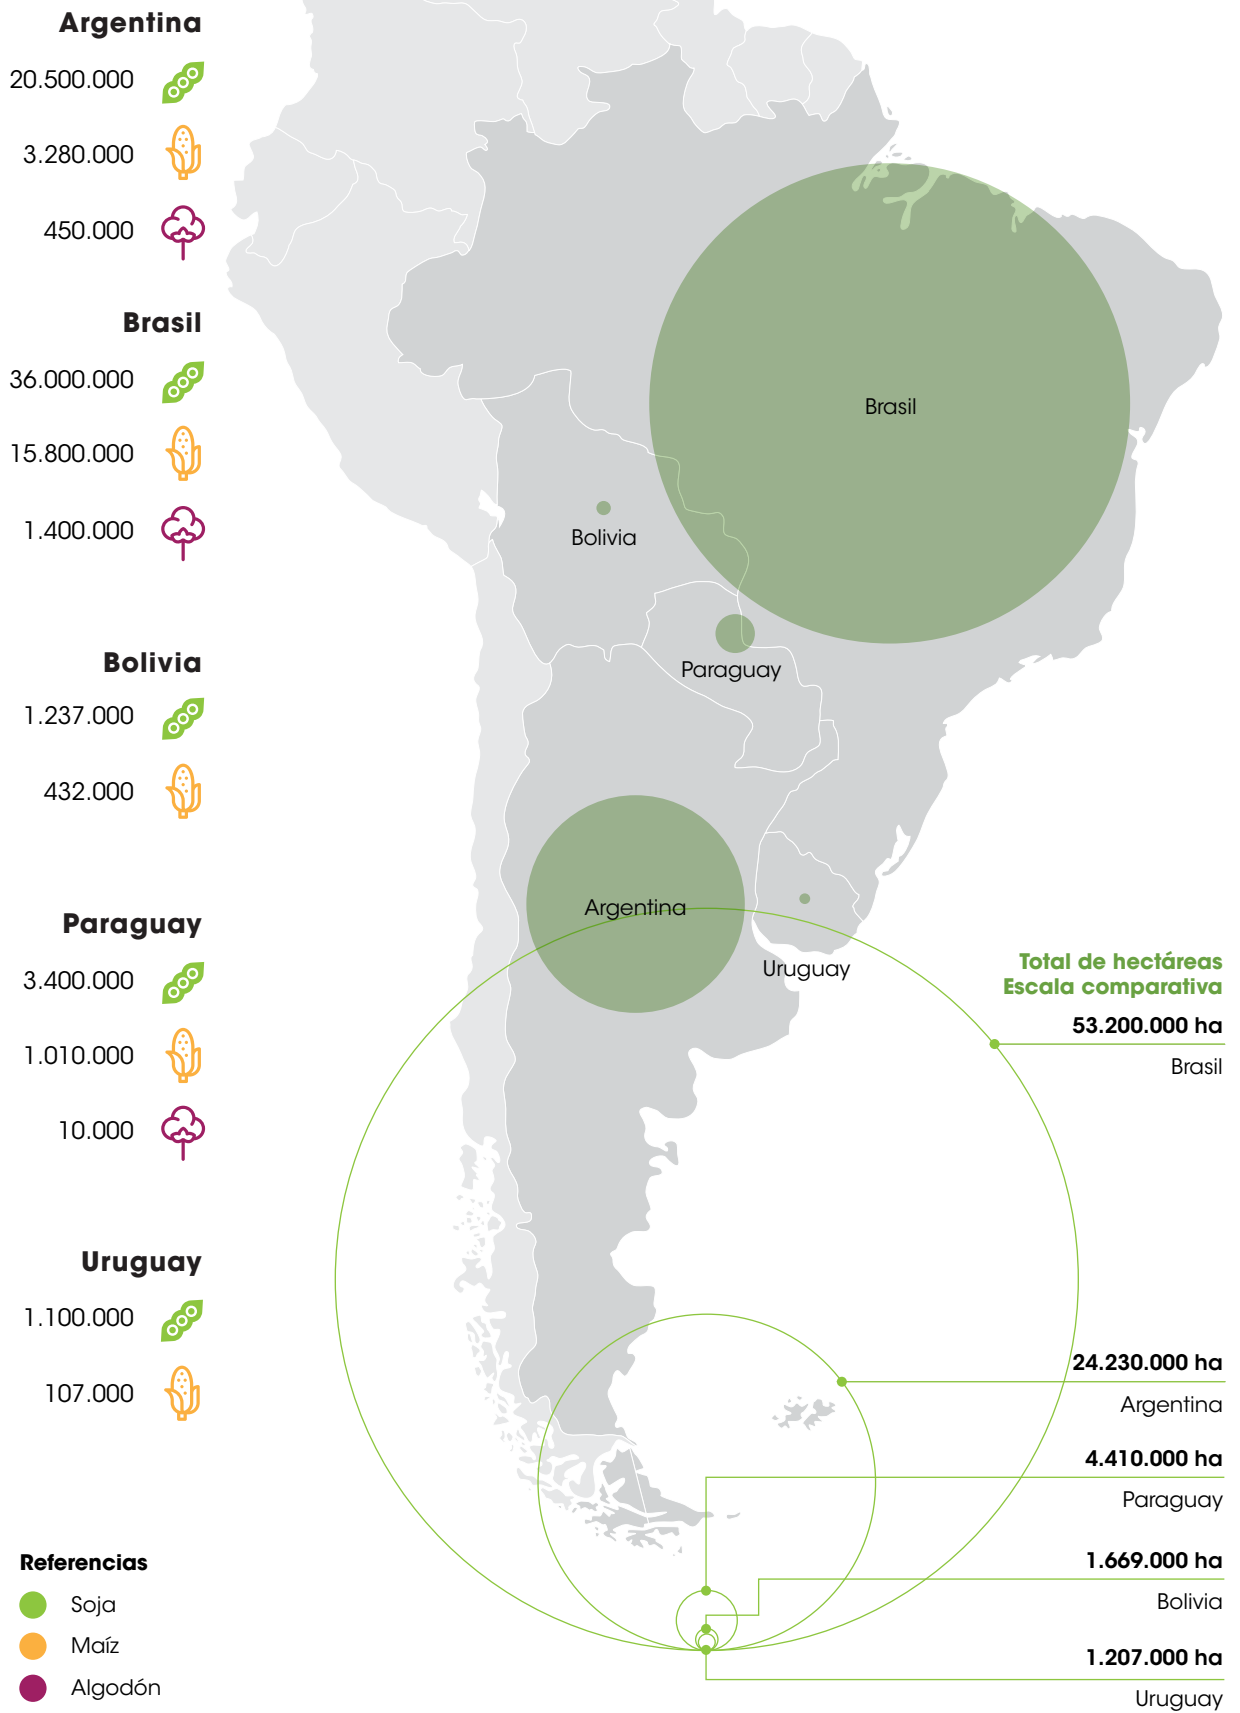 Argentina
20.500.000
3.280.000
450.000
Brasil
36.000.000
15.800.000
1.400.000
Bolivia
1.237.000
432.000
Paraguay
3.400.000
1.010.000
10.000
Uruguay
1.100.000
107.000
Referencias
Soja
Maíz
Algodón
Brasil
Bolivia
Paraguay
Argentina
Uruguay
Total de hectáreas
Escala comparativa
53.200.000 ha
Brasil
24.230.000 ha
Argentina
4.410.000 ha
Paraguay
1.669.000 ha
Bolivia
1.207.000 ha
Uruguay